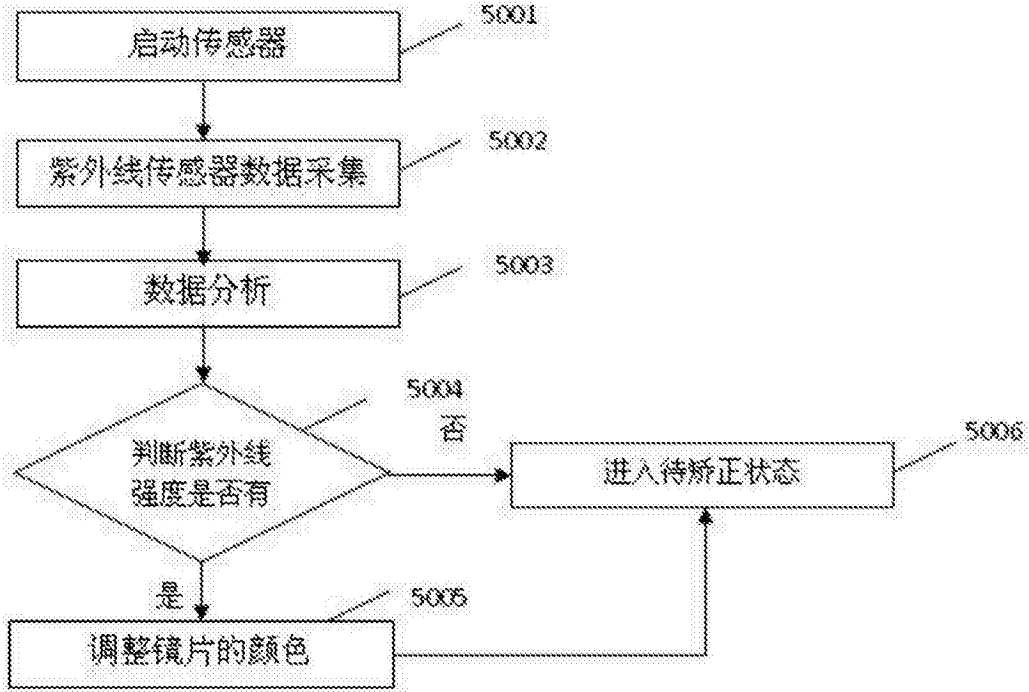 启动传感器
5001
紫外线传感器数据采集
5002
数据分析
5003
判断紫外线
强度是否有
5004
否
进入待矫正状态
5006
是
调整镜片的颜色
5005